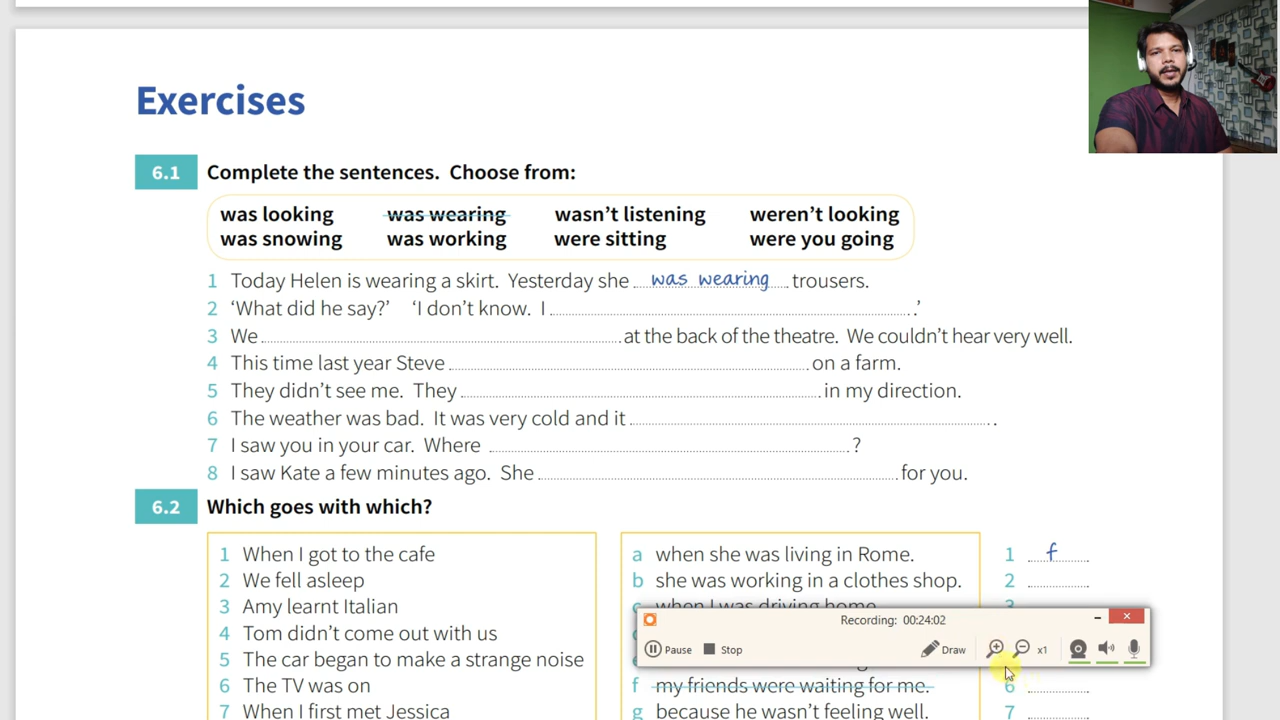 Exercises
6.1 Complete the sentences. Choose from:
was looking was wearing wasn't listening weren't looking
was snowing was working were sitting were you going
1 Today Helen is wearing a skirt. Yesterday she was wearing trousers.
2 ‘What did he say?’ ‘I don't know. I .’
3 We at the back of the theatre. We couldn't hear very well.
4 This time last year Steve on a farm.
5 They didn't see me. They in my direction.
6 The weather was bad. It was very cold and it .
7 I saw you in your car. Where ?
8 I saw Kate a few minutes ago. She for you.
6.2 Which goes with which?
1 When I got to the cafe
2 We fell asleep
3 Amy learnt Italian
4 Tom didn't come out with us
5 The car began to make a strange noise
6 The TV was on
7 When I first met Jessica
a when she was living in Rome.
b she was working in a clothes shop.
c when I was driving home.
f my friends were waiting for me.
g because he wasn't feeling well.
1 f
2
3
6
7
Recording: 00:24:02
Pause Stop Draw x1